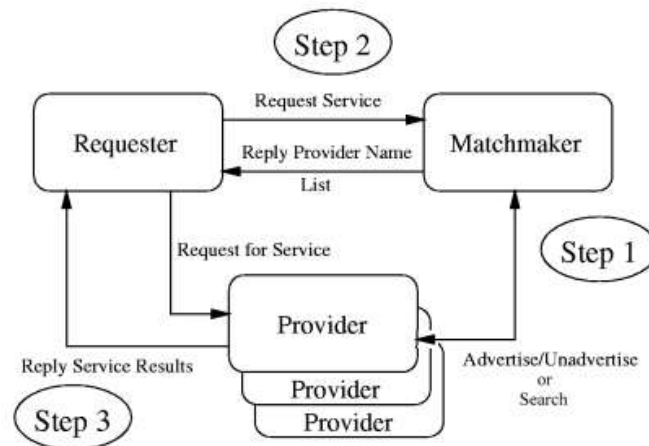 Step 2
Request Service
Requester
Matchmaker
Reply Provider Name
List
Step 1
Request for Service
Provider
Reply Service Results
Advertise/Unadvertise
or
Search
Provider
Provider
Step 3